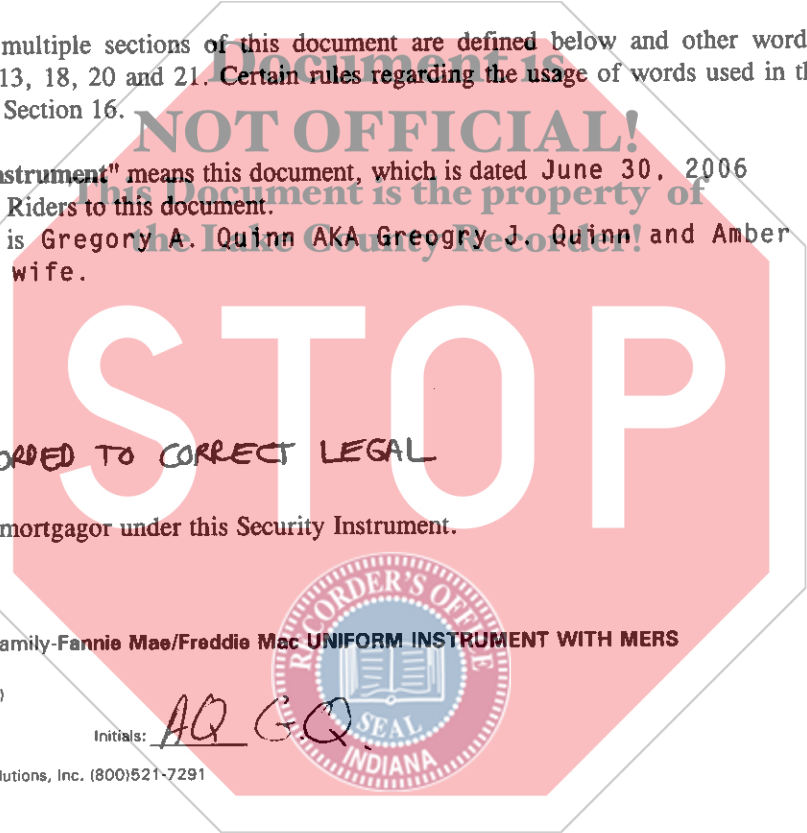 multiple sections of this document are defined below and other word
13, 18, 20 and 21. Certain rules regarding the usage of words used in th
Section 16.
Document is
NOT OFFICIAL!
This Document is the property of
the Lake County Recorder!
nstrument" means this document, which is dated June 30, 2006
Riders to this document.
is Gregory A. Quinn AKA Greogry J. Quinn and Amber
wife.
STOP
ORDED TO CORRECT LEGAL
mortgagor under this Security Instrument.
RECORDER'S OFFICE
SEAL
INDIANA
amily-Fannie Mae/Freddie Mac UNIFORM INSTRUMENT WITH MERS
)
Initials: AQ G.Q.
lutions, Inc. (800)521-7291